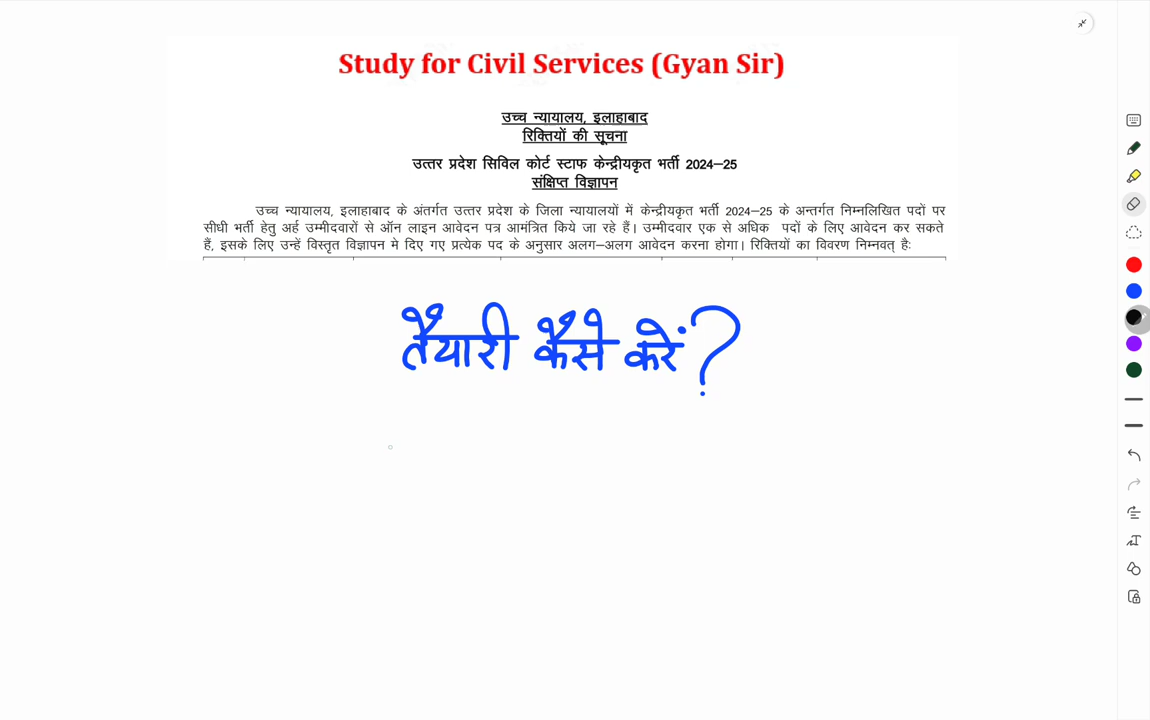 Study for Civil Services (Gyan Sir)
उच्च न्यायालय, इलाहाबाद
रिक्तियों की सूचना
उत्तर प्रदेश सिविल कोर्ट स्टाफ केन्द्रीयकृत भर्ती 2024–25
संक्षिप्त विज्ञापन
उच्च न्यायालय, इलाहाबाद के अंतर्गत उत्तर प्रदेश के जिला न्यायालयों में केन्द्रीयकृत भर्ती 2024–25 के अन्तर्गत निम्नलिखित पदों पर
सीधी भर्ती हेतु अर्ह उम्मीदवारों से ऑन लाइन आवेदन पत्र आमंत्रित किये जा रहे हैं। उम्मीदवार एक से अधिक पदों के लिए आवेदन कर सकते
हैं, इसके लिए उन्हें विस्तृत विज्ञापन मे दिए गए प्रत्येक पद के अनुसार अलग–अलग आवेदन करना होगा। रिक्तियों का विवरण निम्नवत् है:
तैयारी कैसे करें?